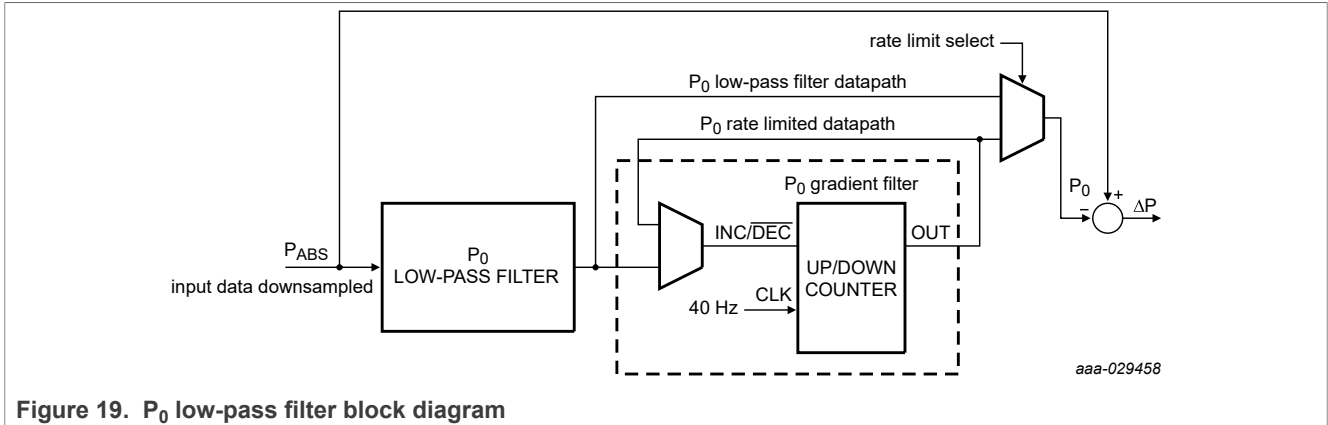 rate limit select
P₀ low-pass filter datapath
P₀ rate limited datapath
P₀ gradient filter
P₀
+
−
ΔP
P_ABS
input data downsampled
P₀
LOW-PASS FILTER
INC/D̅E̅C̅
OUT
UP/DOWN
COUNTER
40 Hz
CLK
aaa-029458
Figure 19. P₀ low-pass filter block diagram